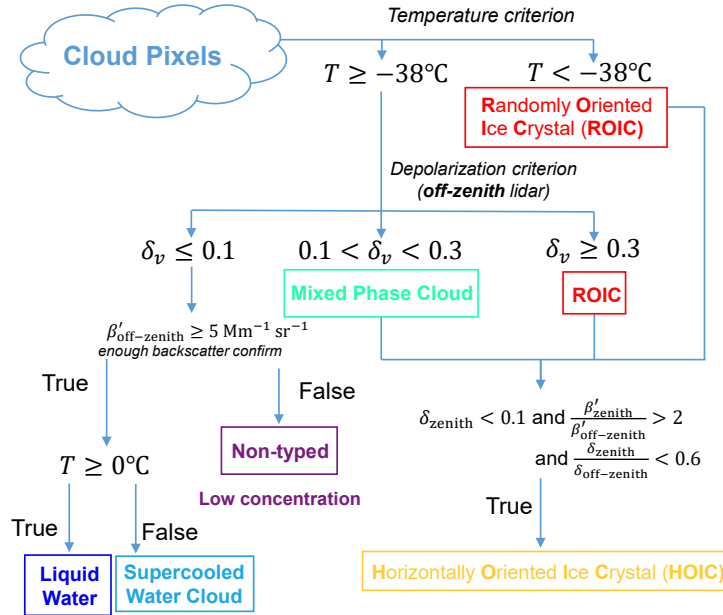 Temperature criterion
Cloud Pixels
T ≥ −38℃
T < −38℃
Randomly Oriented
Ice Crystal (ROIC)
Depolarization criterion
(off-zenith lidar)
δᵥ ≤ 0.1
0.1 < δᵥ < 0.3
δᵥ ≥ 0.3
Mixed Phase Cloud
ROIC
β′off−zenith ≥ 5 Mm⁻¹ sr⁻¹
enough backscatter confirm
True
False
δzenith < 0.1 and β′zenith / β′off−zenith > 2
and δzenith / δoff−zenith < 0.6
Non-typed
T ≥ 0℃
Low concentration
True
False
True
Liquid
Water
Supercooled
Water Cloud
Horizontally Oriented Ice Crystal (HOIC)